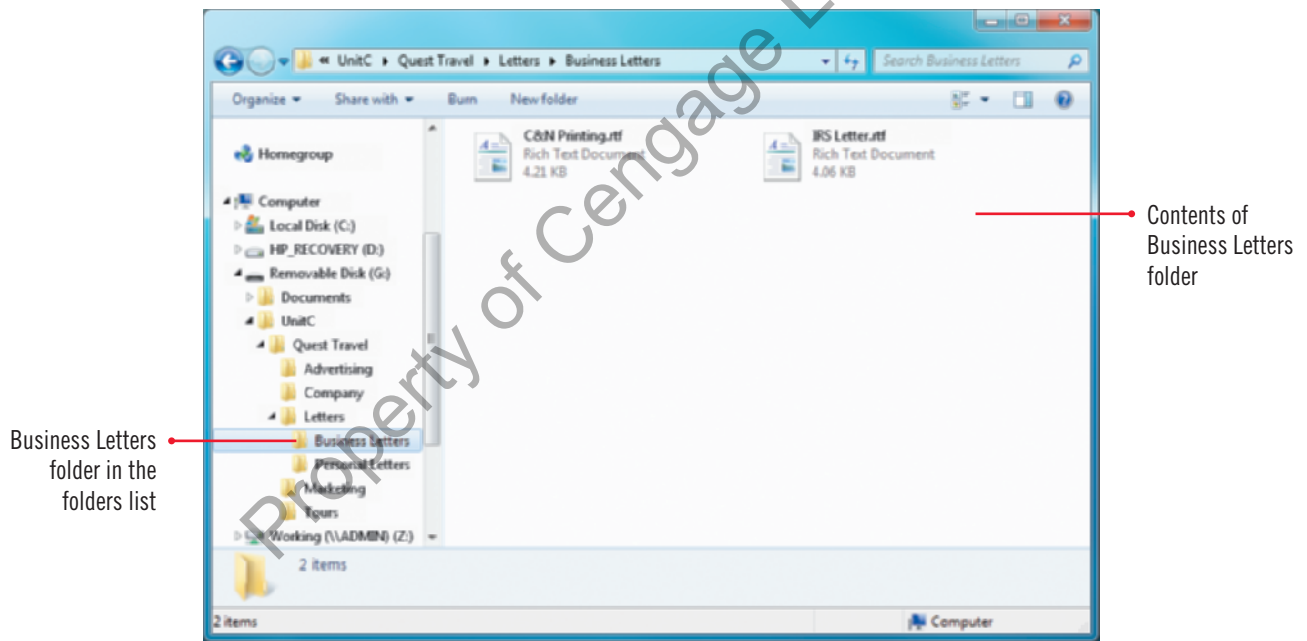 « UnitC ▸ Quest Travel ▸ Letters ▸ Business Letters
Search Business Letters
Organize ▾ Share with ▾ Burn New folder
Homegroup
Computer
Local Disk (C:)
HP_RECOVERY (D:)
Removable Disk (G:)
Documents
UnitC
Quest Travel
Advertising
Company
Letters
Business Letters
Personal Letters
Marketing
Tours
Working (\\ADMIN) (Z:)
C&N Printing.rtf
Rich Text Document
4.21 KB
IRS Letter.rtf
Rich Text Document
4.06 KB
2 items
2 items
Computer
Business Letters
folder in the
folders list
Contents of
Business Letters
folder
Property of Cengage L